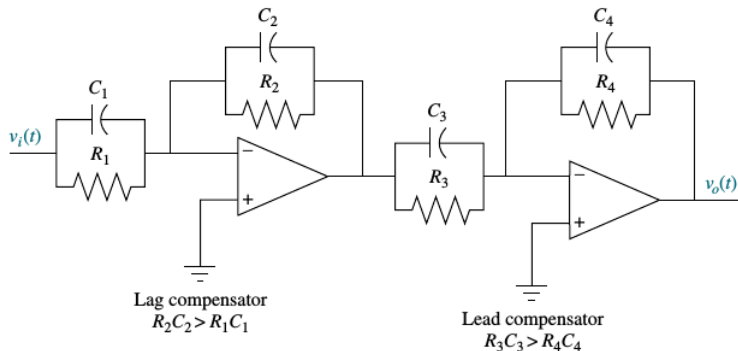 C₂
C₄
R₂
R₄
C₁
C₃
vᵢ(t)
R₁
R₃
vₒ(t)
−
+
−
+
Lag compensator
R₂C₂ > R₁C₁
Lead compensator
R₃C₃ > R₄C₄